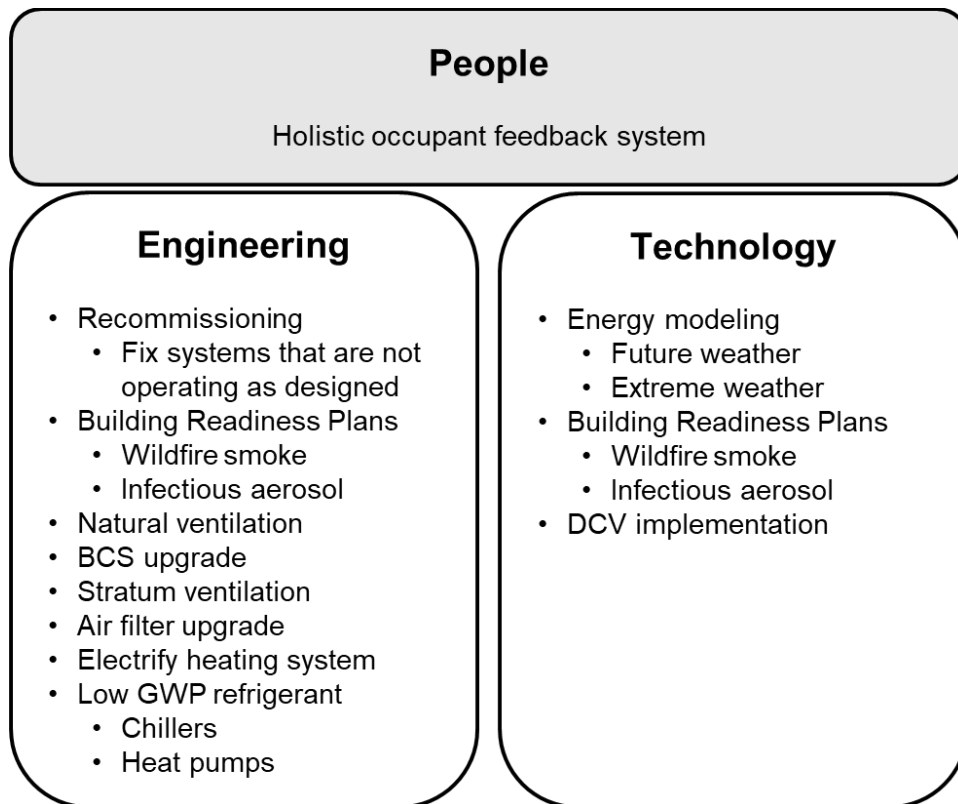 People
Holistic occupant feedback system
Engineering
• Recommissioning
• Fix systems that are not
operating as designed
• Building Readiness Plans
• Wildfire smoke
• Infectious aerosol
• Natural ventilation
• BCS upgrade
• Stratum ventilation
• Air filter upgrade
• Electrify heating system
• Low GWP refrigerant
• Chillers
• Heat pumps
Technology
• Energy modeling
• Future weather
• Extreme weather
• Building Readiness Plans
• Wildfire smoke
• Infectious aerosol
• DCV implementation